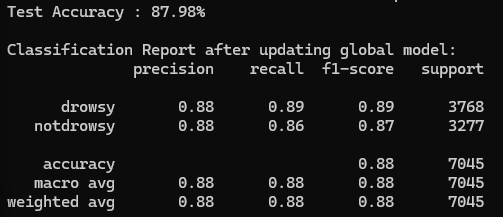 Test Accuracy : 87.98%
Classification Report after updating global model:
precision recall f1-score support
drowsy 0.88 0.89 0.89 3768
notdrowsy 0.88 0.86 0.87 3277
accuracy 0.88 7045
macro avg 0.88 0.88 0.88 7045
weighted avg 0.88 0.88 0.88 7045